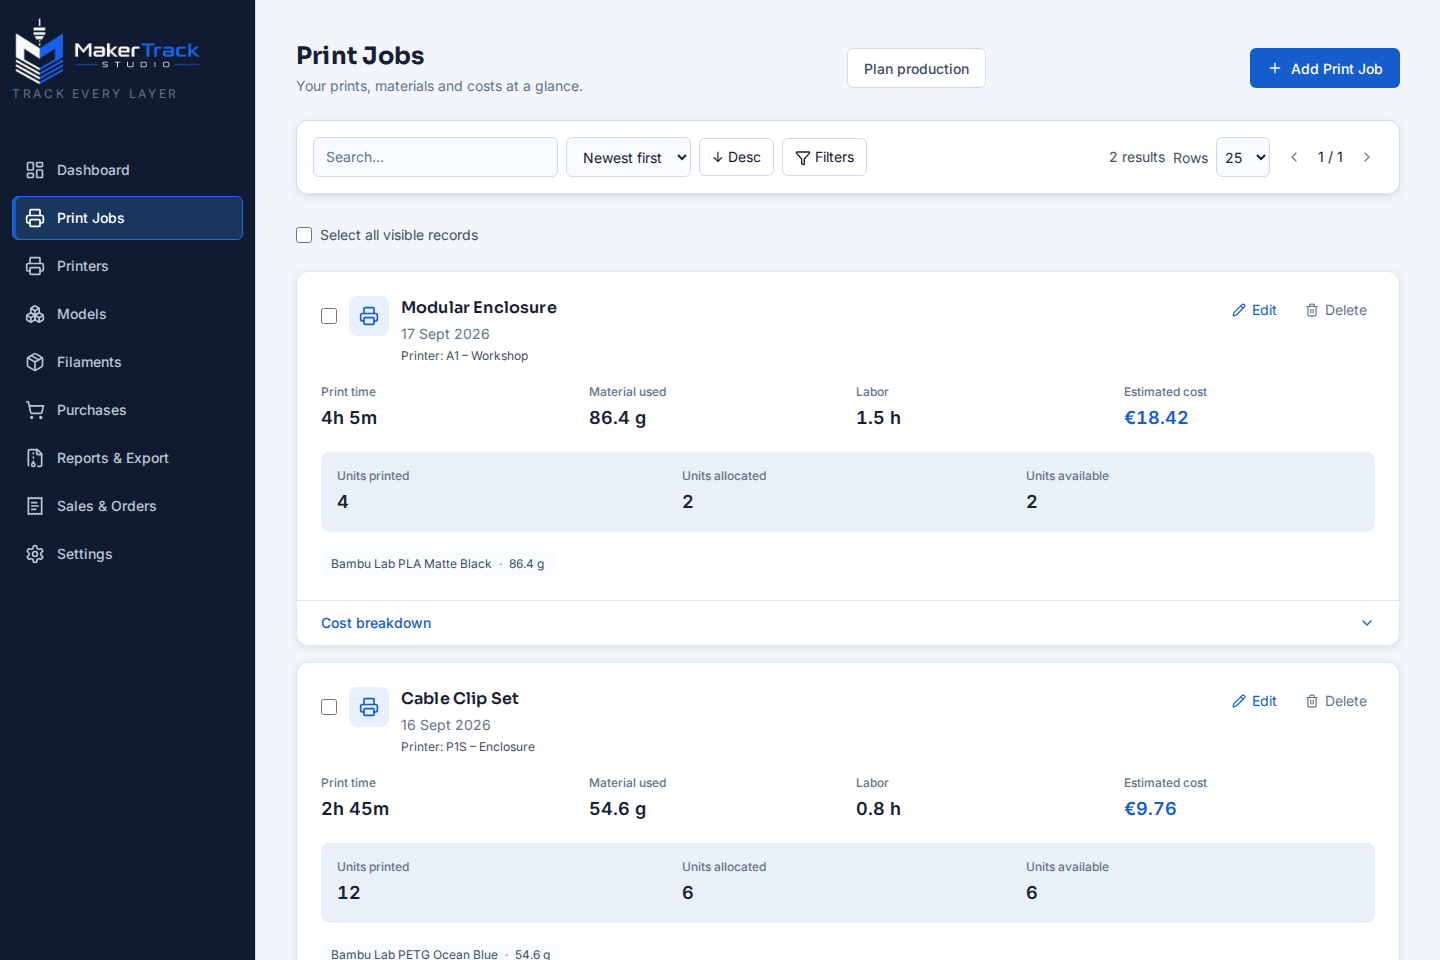 MakerTrack
STUDIO
TRACK EVERY LAYER
Dashboard
Print Jobs
Printers
Models
Filaments
Purchases
Reports & Export
Sales & Orders
Settings
Print Jobs
Your prints, materials and costs at a glance.
Plan production
+ Add Print Job
Search...
Newest first
↓ Desc
Filters
2 results Rows 25 1 / 1
Select all visible records
Modular Enclosure
17 Sept 2026
Printer: A1 – Workshop
Edit Delete
Print time Material used Labor Estimated cost
4h 5m 86.4 g 1.5 h €18.42
Units printed Units allocated Units available
4 2 2
Bambu Lab PLA Matte Black · 86.4 g
Cost breakdown
Cable Clip Set
16 Sept 2026
Printer: P1S – Enclosure
Edit Delete
Print time Material used Labor Estimated cost
2h 45m 54.6 g 0.8 h €9.76
Units printed Units allocated Units available
12 6 6
Bambu Lab PETG Ocean Blue · 54.6 g